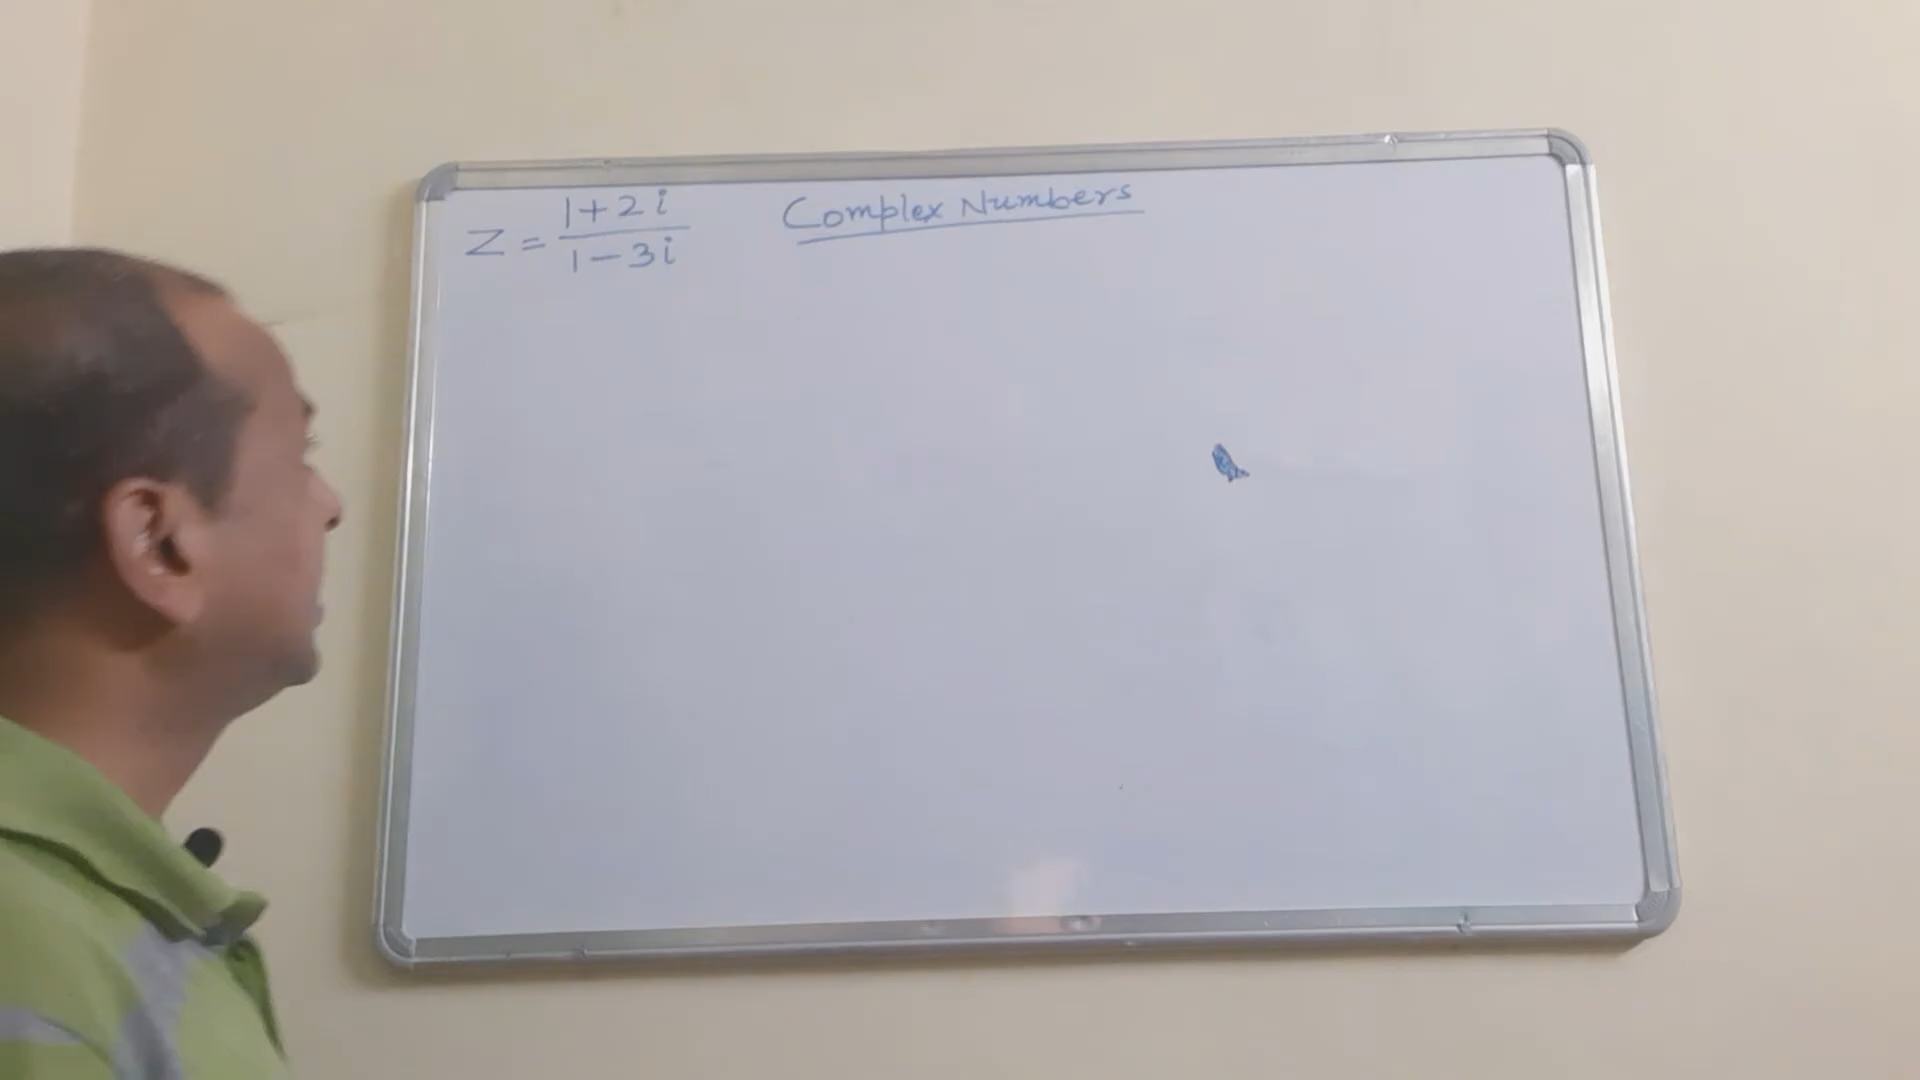 Z = 1+2i / 1-3i
Complex Numbers